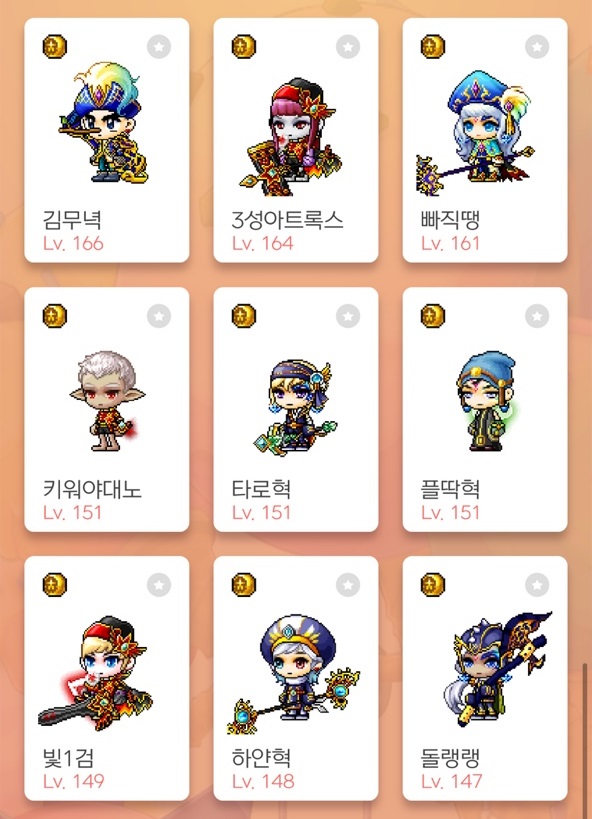 김무녁
Lv. 166
3성아트록스
Lv. 164
빠직땡
Lv. 161
키워야대노
Lv. 151
타로혁
Lv. 151
플딱혁
Lv. 151
빛1검
Lv. 149
하얀혁
Lv. 148
돌랭랭
Lv. 147